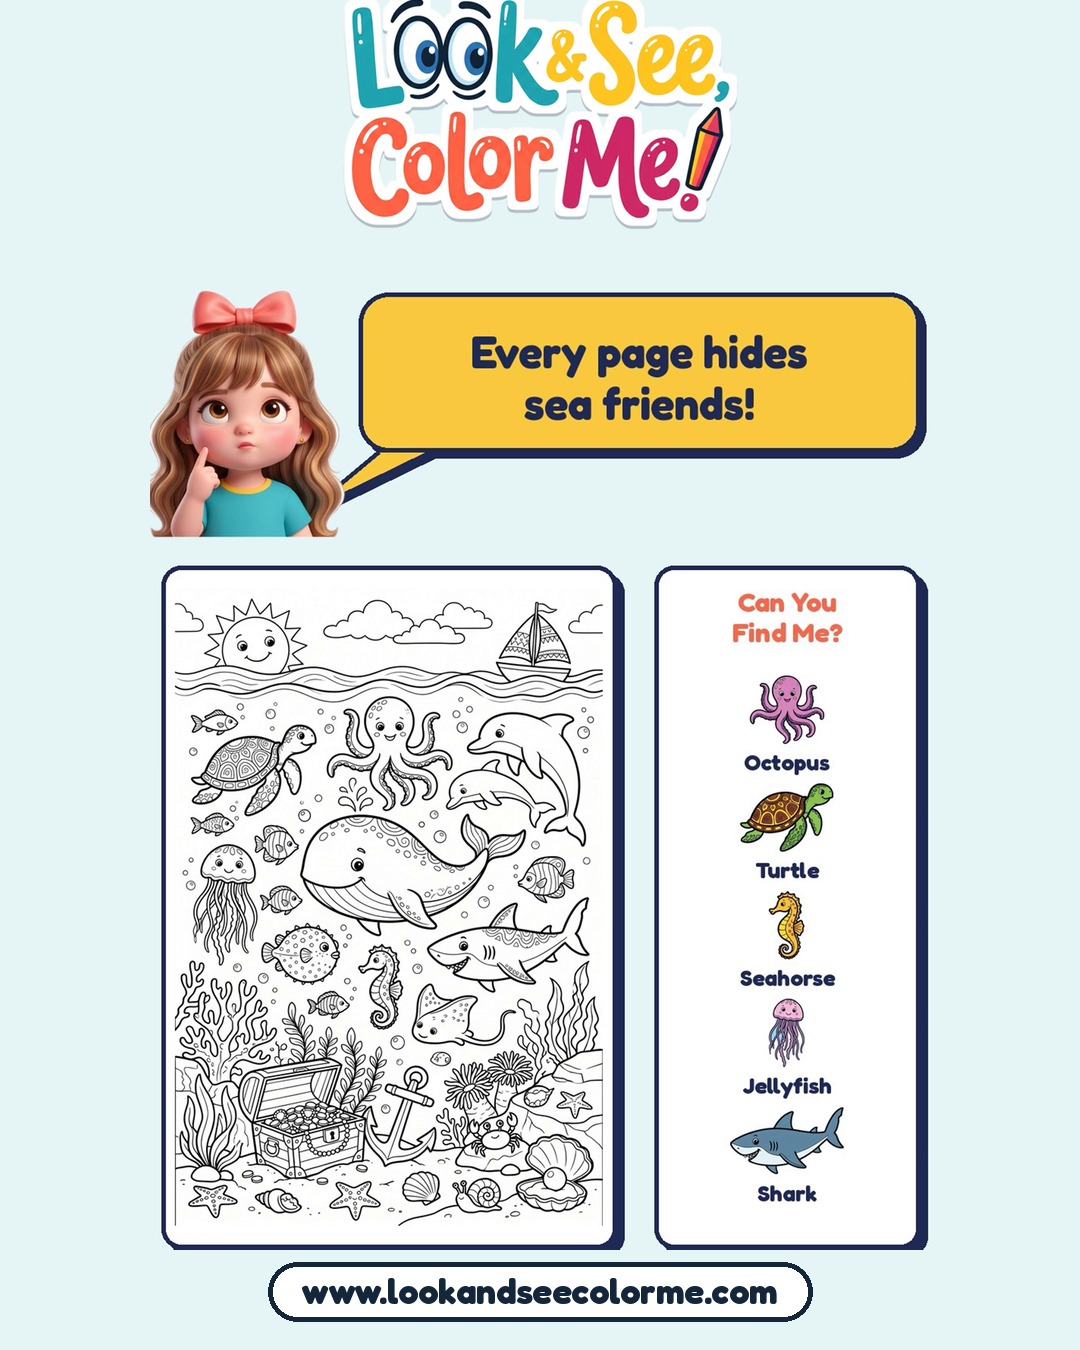 Look & See,
Color Me!
Every page hides
sea friends!
Can You
Find Me?
Octopus
Turtle
Seahorse
Jellyfish
Shark
www.lookandseecolorme.com